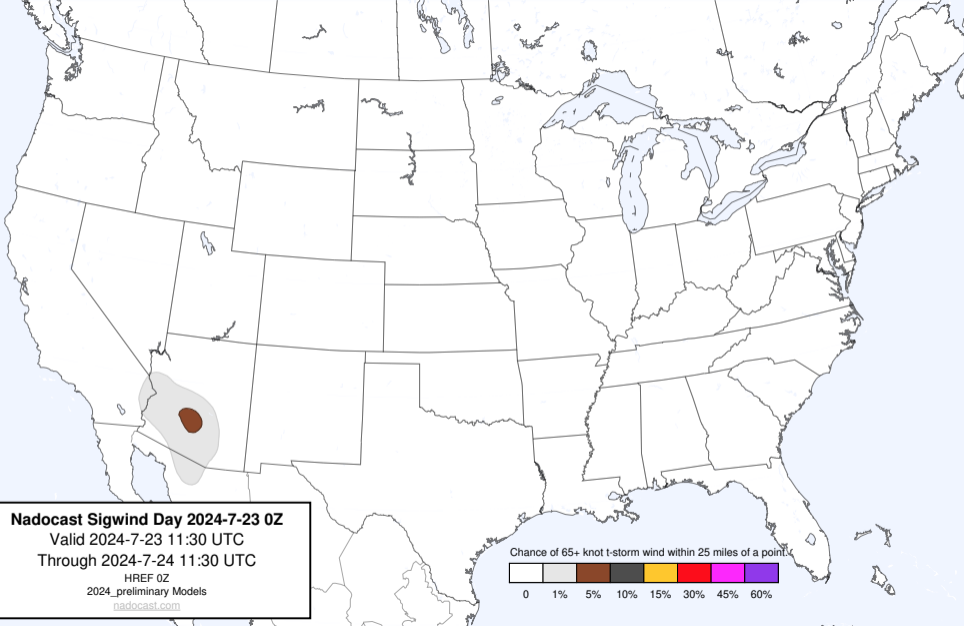 Nadocast Sigwind Day 2024-7-23 0Z
Valid 2024-7-23 11:30 UTC
Through 2024-7-24 11:30 UTC
HREF 0Z
2024_preliminary Models
nadocast.com
Chance of 65+ knot t-storm wind within 25 miles of a point.
0 1% 5% 10% 15% 30% 45% 60%